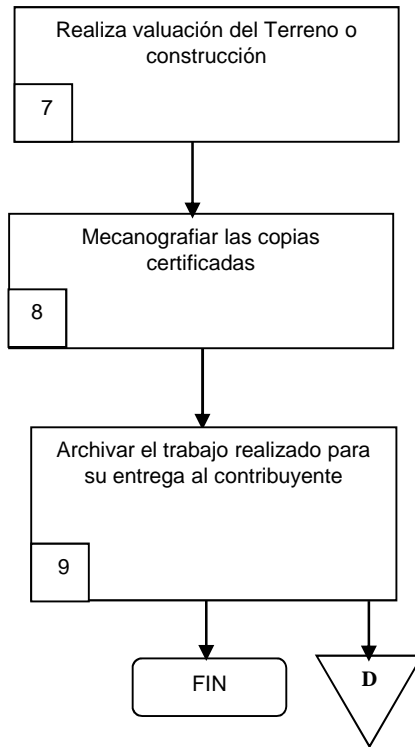 Realiza valuación del Terreno o
construcción
7
Mecanografiar las copias
certificadas
8
Archivar el trabajo realizado para
su entrega al contribuyente
9
FIN
D